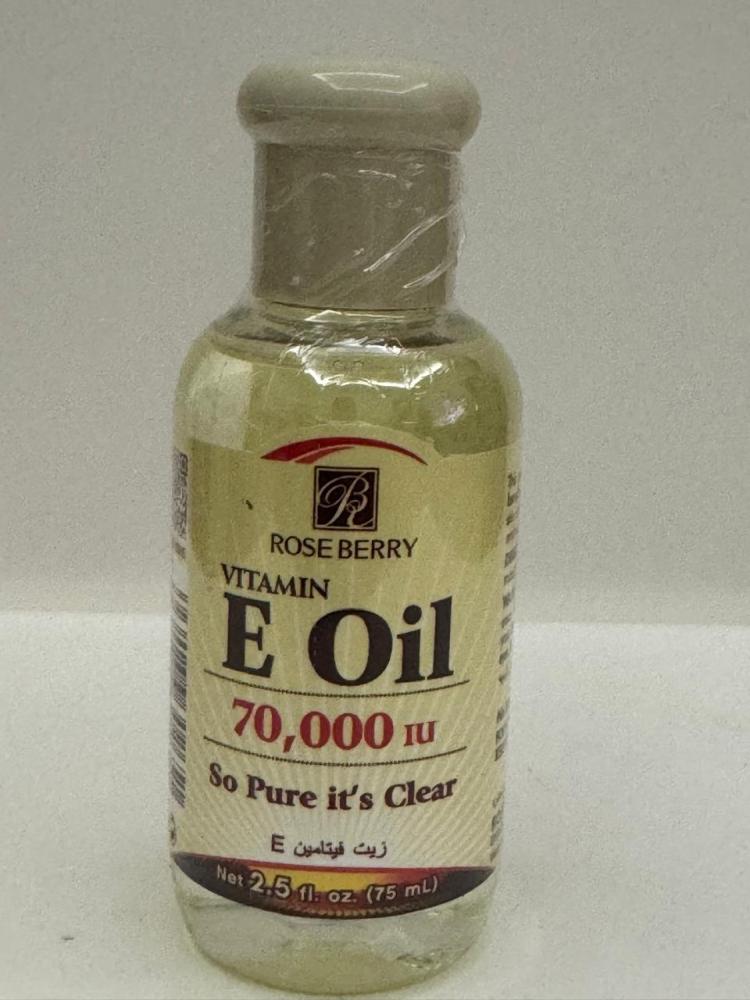 ROSE BERRY
VITAMIN
E Oil
70,000 IU
So Pure it's Clear
زيت فيتامين E
Net 2.5 fl. oz. (75 mL)